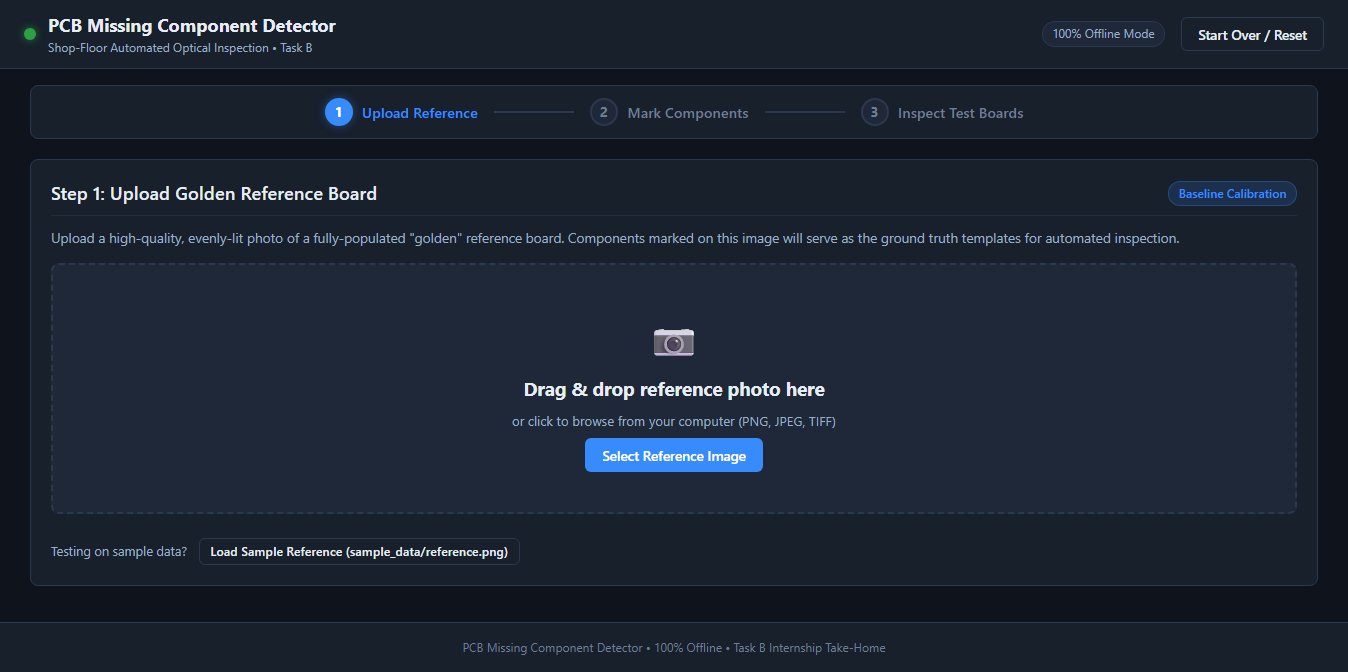 PCB Missing Component Detector
Shop-Floor Automated Optical Inspection • Task B
100% Offline Mode
Start Over / Reset
1 Upload Reference
2 Mark Components
3 Inspect Test Boards
Step 1: Upload Golden Reference Board
Baseline Calibration
Upload a high-quality, evenly-lit photo of a fully-populated "golden" reference board. Components marked on this image will serve as the ground truth templates for automated inspection.
Drag & drop reference photo here
or click to browse from your computer (PNG, JPEG, TIFF)
Select Reference Image
Testing on sample data?
Load Sample Reference (sample_data/reference.png)
PCB Missing Component Detector • 100% Offline • Task B Internship Take-Home